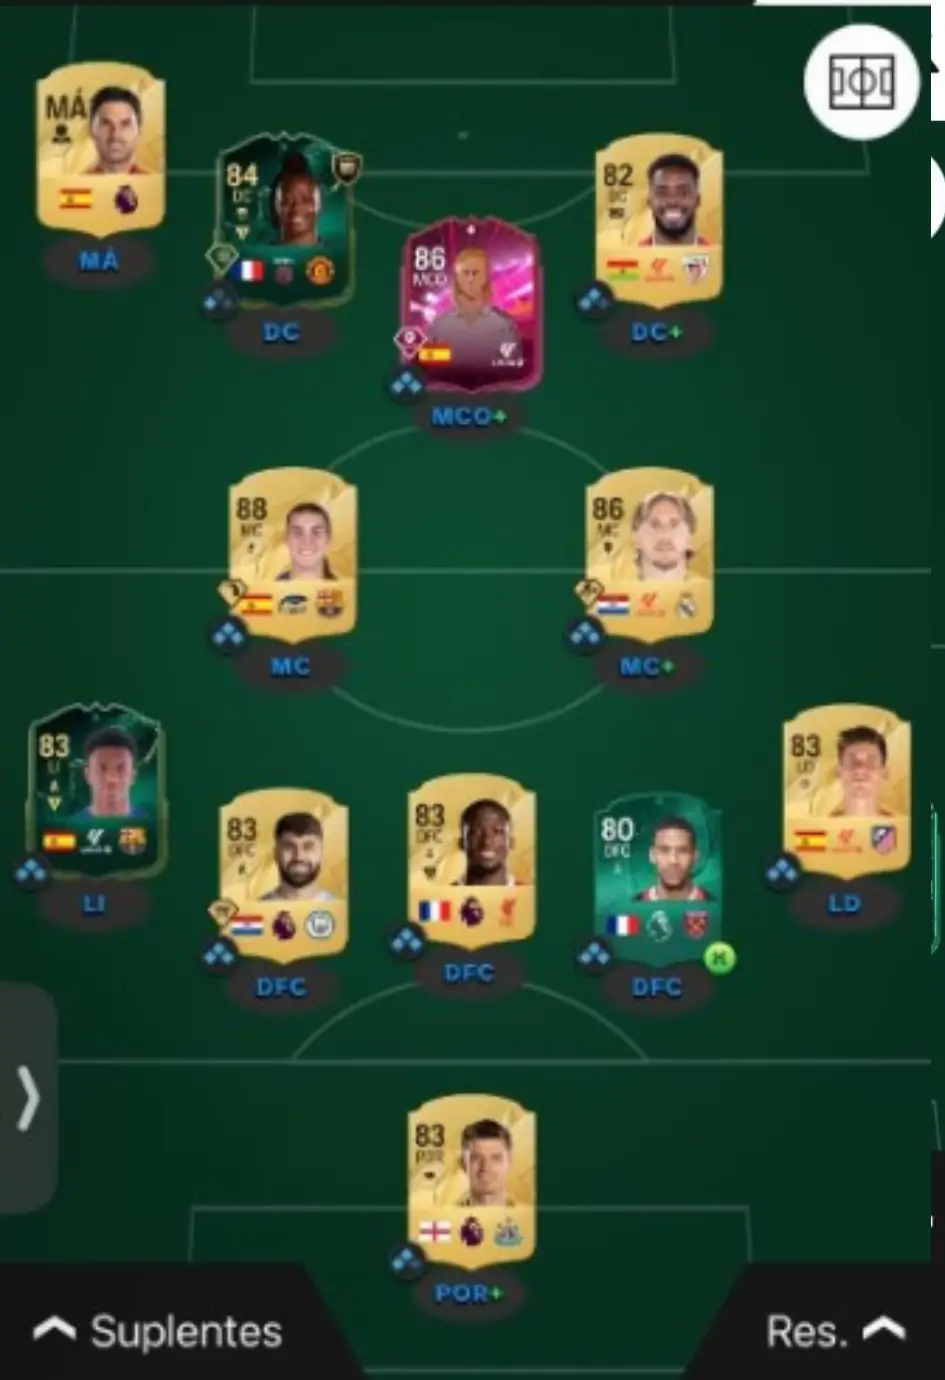 MÁ
MÁ
84
DC
DC
86
MCO
MCO+
82
DC
DC+
88
MC
MC
86
MC
MC+
83
LI
LI
83
DFC
DFC
83
DFC
DFC
80
DFC
DFC
83
LD
LD
83
POR
POR+
Suplentes
Res.